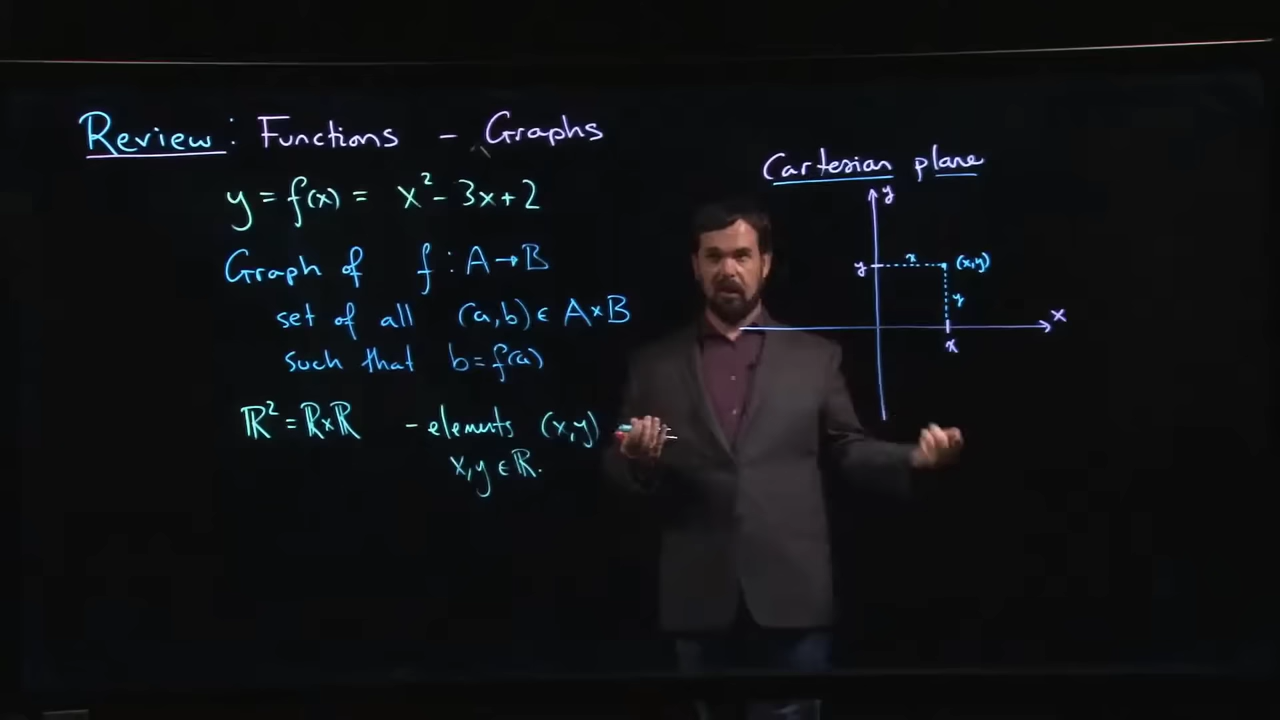 Review: Functions - Graphs
y = f(x) = x² - 3x + 2
Graph of f : A → B
set of all (a,b) ∈ A × B
such that b = f(a)
ℝ² = ℝ×ℝ - elements (x,y)
x,y ∈ ℝ.
Cartesian plane
y
y x (x,y)
y
x
x